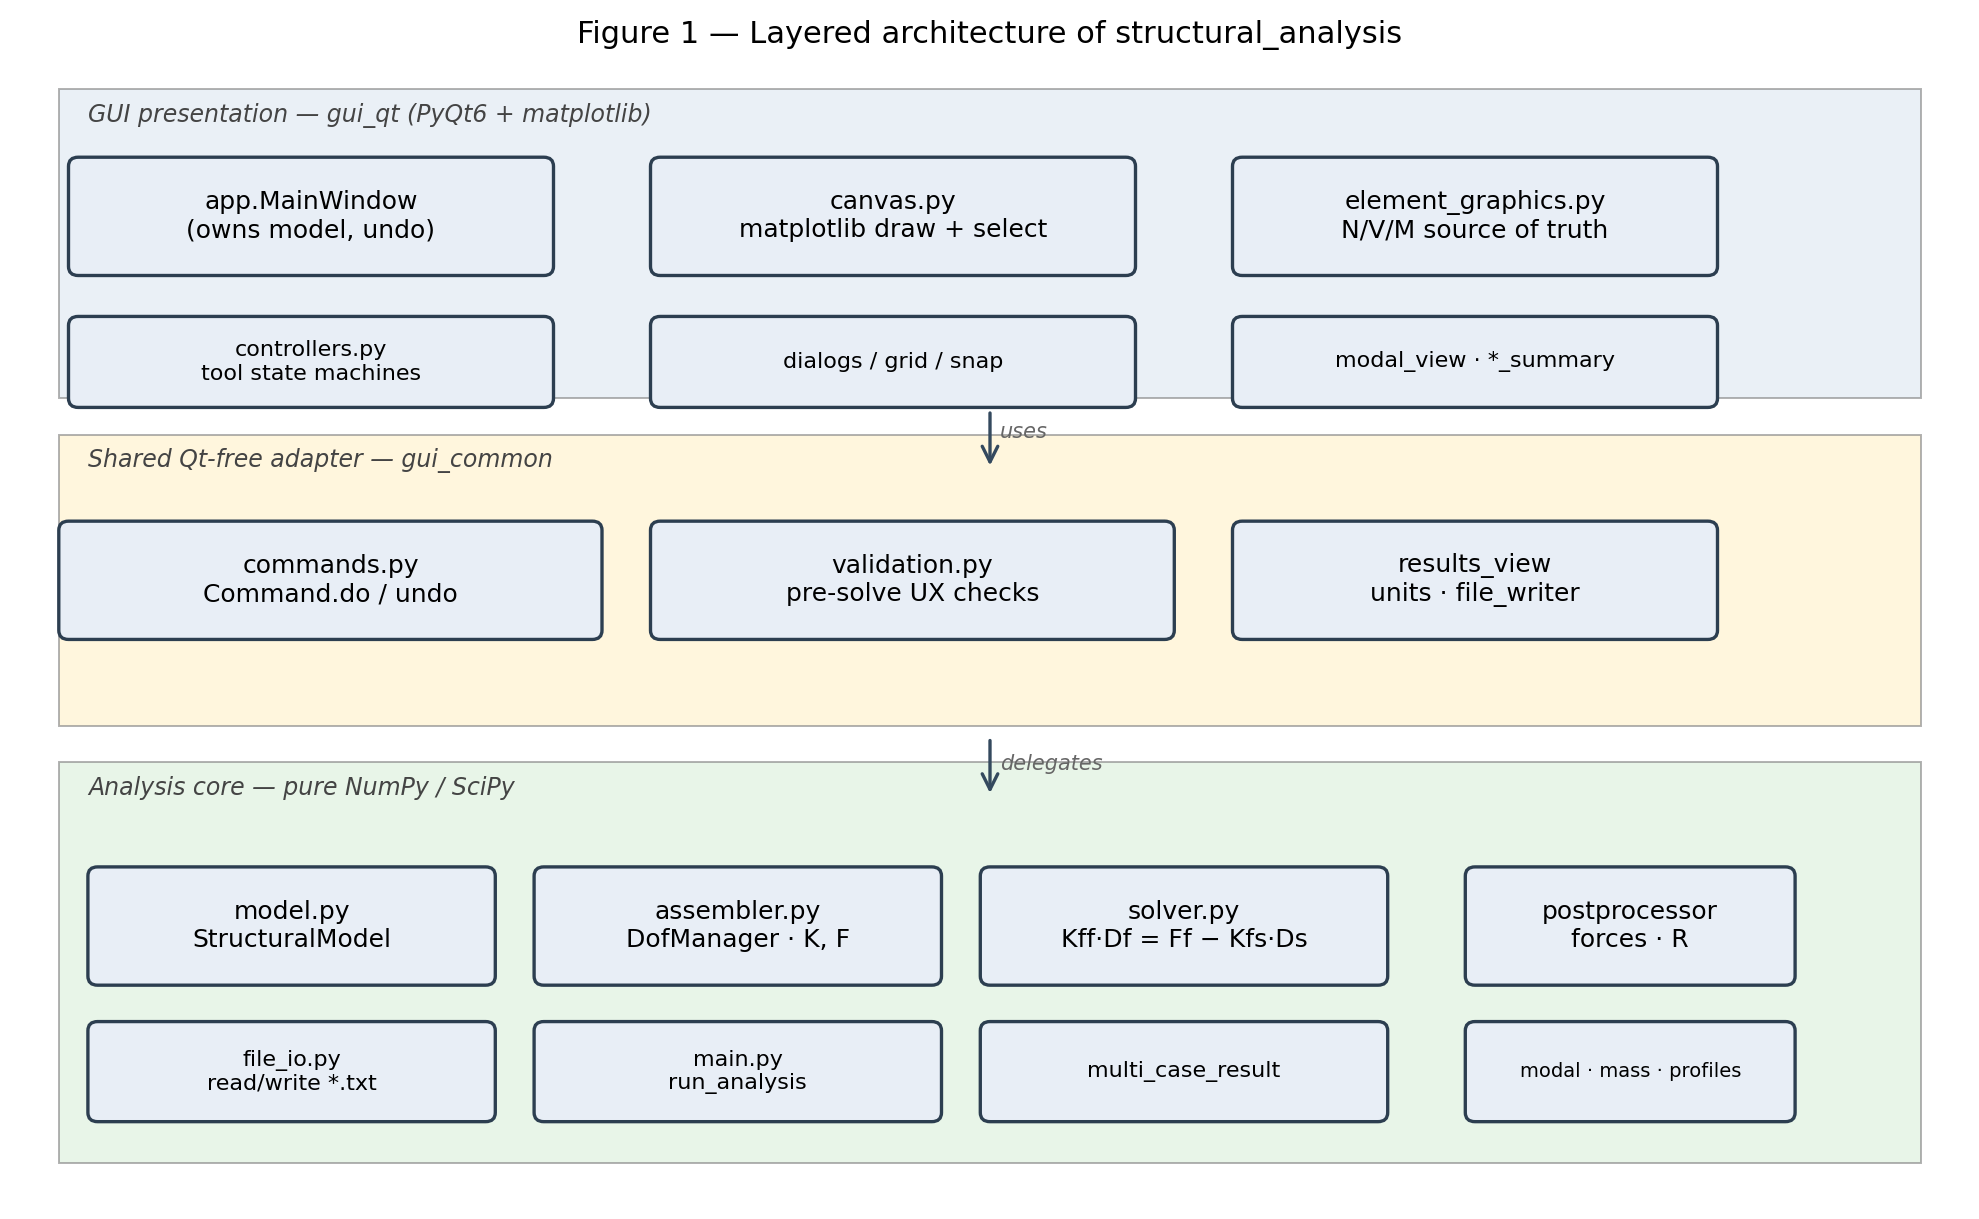 Figure 1 — Layered architecture of structural_analysis
GUI presentation — gui_qt (PyQt6 + matplotlib)
app.MainWindow
(owns model, undo)
canvas.py
matplotlib draw + select
element_graphics.py
N/V/M source of truth
controllers.py
tool state machines
dialogs / grid / snap
modal_view · *_summary
uses
Shared Qt-free adapter — gui_common
commands.py
Command.do / undo
validation.py
pre-solve UX checks
results_view
units · file_writer
delegates
Analysis core — pure NumPy / SciPy
model.py
StructuralModel
assembler.py
DofManager · K, F
solver.py
Kff·Df = Ff − Kfs·Ds
postprocessor
forces · R
file_io.py
read/write *.txt
main.py
run_analysis
multi_case_result
modal · mass · profiles